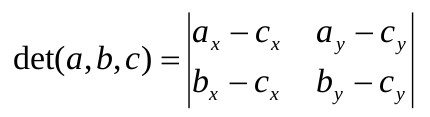 det(a, b, c) = | a_x − c_x   a_y − c_y |
| b_x − c_x   b_y − c_y |